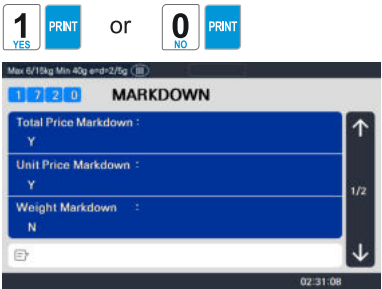 1 YES PRINT or 0 NO PRINT
Max 6/15kg Min 40g e=d=2/5g (III)
1 7 2 0 MARKDOWN
Total Price Markdown :
Y
Unit Price Markdown :
Y
1/2
Weight Markdown :
N
02:31:08